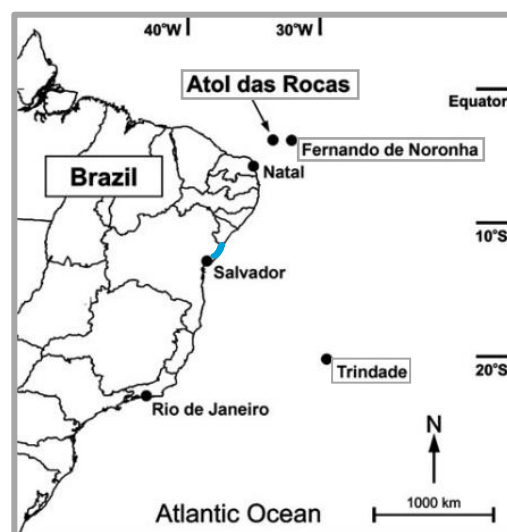 40°W
30°W
Atol das Rocas
Equator
Fernando de Noronha
Natal
Brazil
10°S
Salvador
20°S
Trindade
Rio de Janeiro
N
1000 km
Atlantic Ocean